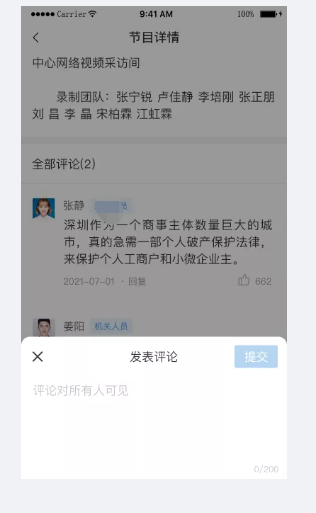 Carrier 9:41 AM 100%
节目详情
中心网络视频采访间
录制团队：张宁锐 卢佳静 李培刚 张正朋
刘 昌 李 晶 宋柏霖 江虹霖
全部评论(2)
张静
深圳作为一个商事主体数量巨大的城
市，真的急需一部个人破产保护法律，
来保护个人工商户和小微企业主。
2021-07-01 · 回复 662
姜阳 机关人员
发表评论 提交
评论对所有人可见
0/200